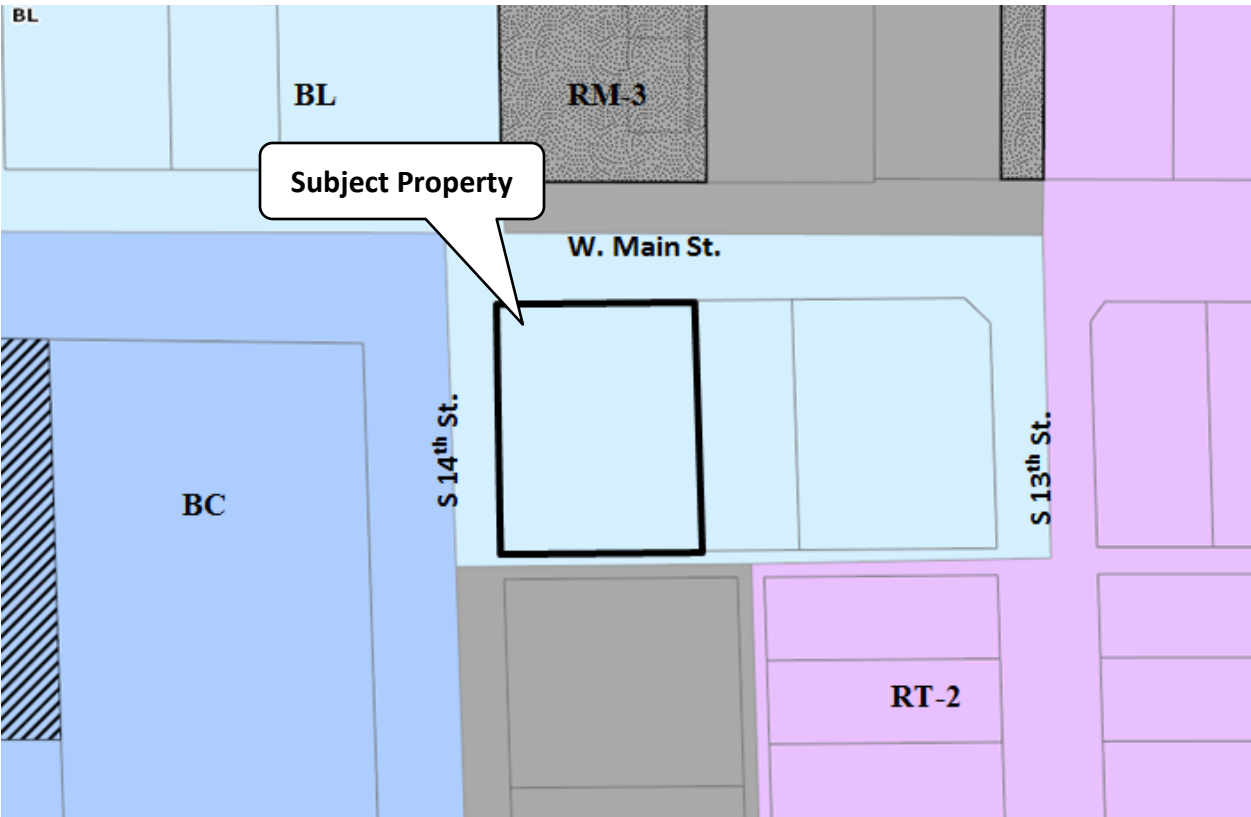 BL
BL
RM-3
Subject Property
W. Main St.
S 14th St.
S 13th St.
BC
RT-2